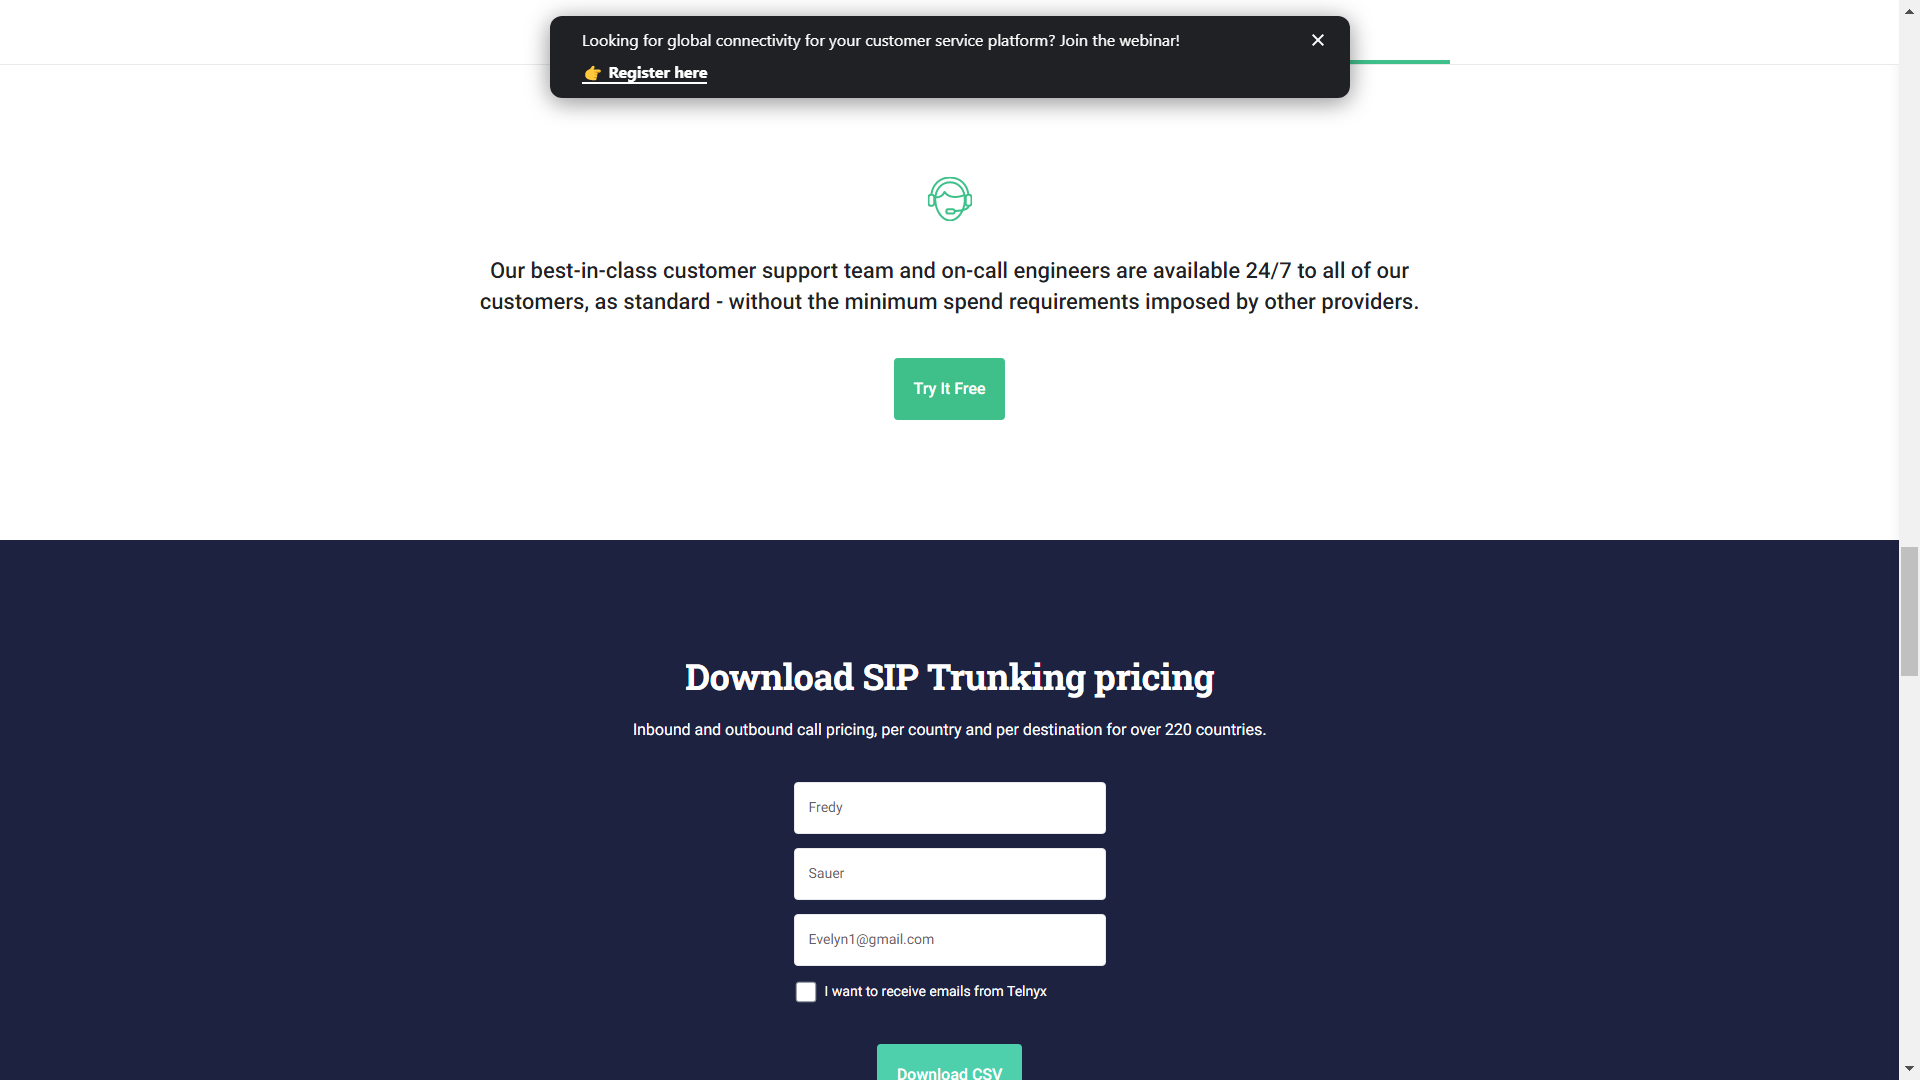 Looking for global connectivity for your customer service platform? Join the webinar!
👉 Register here
Our best-in-class customer support team and on-call engineers are available 24/7 to all of our
customers, as standard - without the minimum spend requirements imposed by other providers.
Try It Free
Download SIP Trunking pricing
Inbound and outbound call pricing, per country and per destination for over 220 countries.
Fredy
Sauer
Evelyn1@gmail.com
I want to receive emails from Telnyx
Download CSV